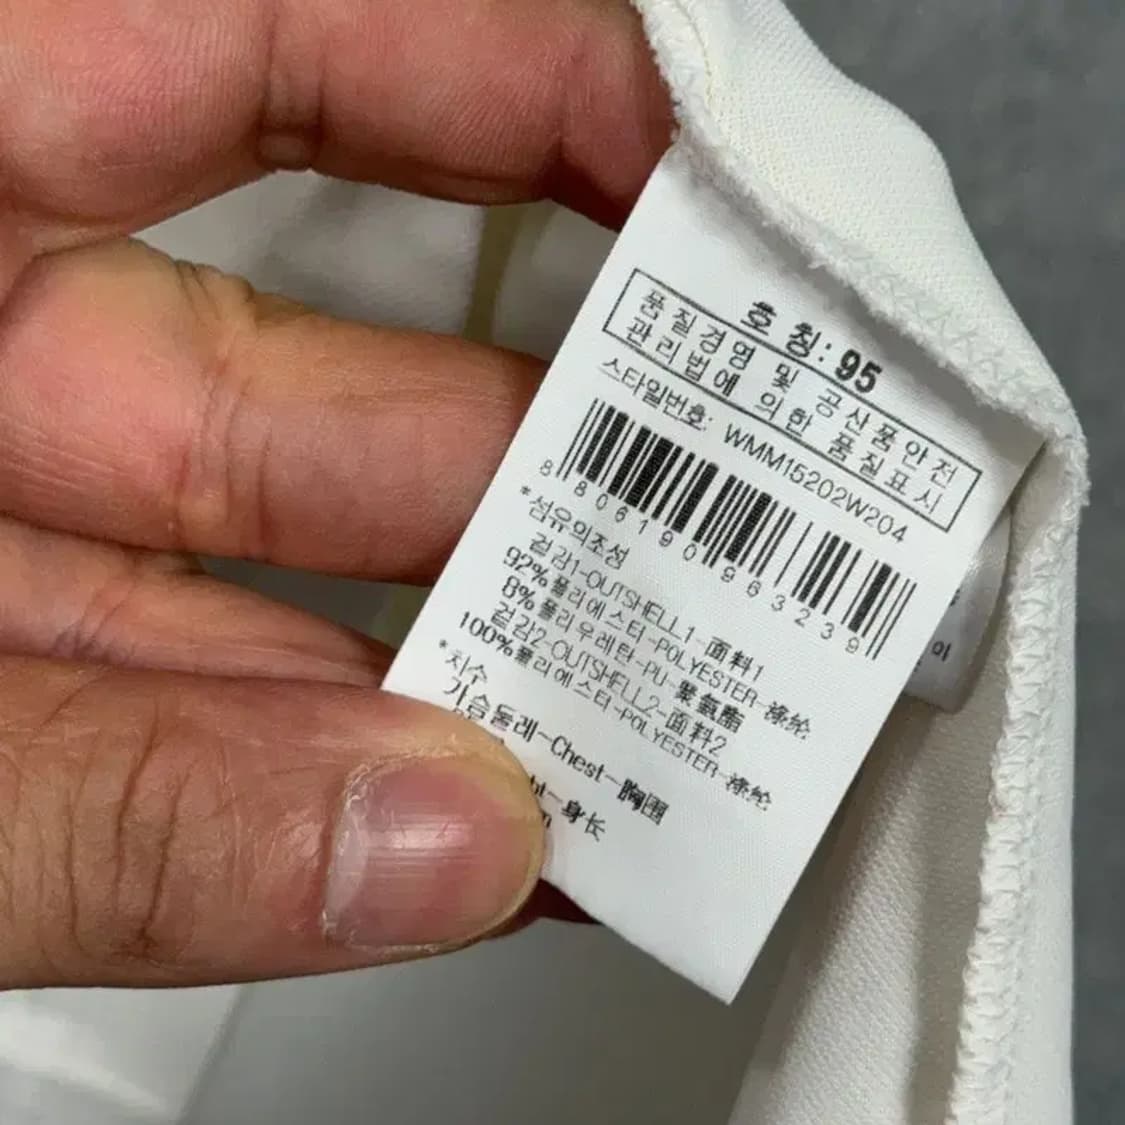 호 칭: 95
품질경영 및 공산품안전
관리법에 의한 품질표시
스타일번호: WMM15202W204
8 806190 963239
*섬유의조성
겉감1-OUTSHELL1-面料1
92%폴리에스터-POLYESTER-涤纶
8%폴리우레탄-PU-聚氨酯
겉감2-OUTSHELL2-面料2
100%폴리에스터-POLYESTER-涤纶
*치수
가슴둘레-Chest-胸围
ht-身长